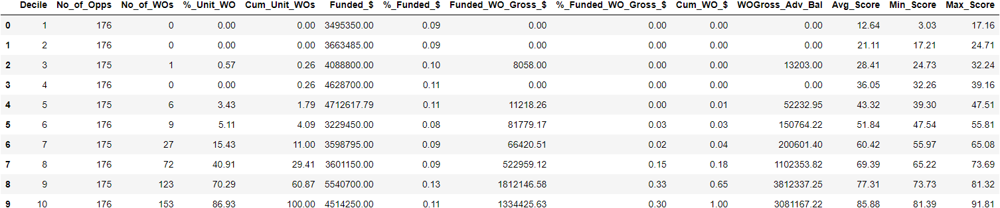 Decile No_of_Opps No_of_WOs %_Unit_WO Cum_Unit_WOs Funded_$ %_Funded_$ Funded_WO_Gross_$ %_Funded_WO_Gross_$ Cum_WO_$ WOGross_Adv_Bal Avg_Score Min_Score Max_Score
0 1 176 0 0.00 0.00 3495350.00 0.09 0.00 0.00 0.00 0.00 12.64 3.03 17.16
1 2 176 0 0.00 0.00 3663485.00 0.09 0.00 0.00 0.00 0.00 21.11 17.21 24.71
2 3 175 1 0.57 0.26 4088800.00 0.10 8058.00 0.00 0.00 13203.00 28.41 24.73 32.24
3 4 176 0 0.00 0.26 4628700.00 0.11 0.00 0.00 0.00 0.00 36.05 32.26 39.16
4 5 175 6 3.43 1.79 4712617.79 0.11 11218.26 0.00 0.01 52232.95 43.32 39.30 47.51
5 6 176 9 5.11 4.09 3229450.00 0.08 81779.17 0.03 0.03 150764.22 51.84 47.54 55.81
6 7 175 27 15.43 11.00 3598795.00 0.09 66420.51 0.02 0.04 200601.40 60.42 55.97 65.08
7 8 176 72 40.91 29.41 3601150.00 0.09 522959.12 0.15 0.18 1102353.82 69.39 65.22 73.69
8 9 175 123 70.29 60.87 5540700.00 0.13 1812146.58 0.33 0.65 3812337.25 77.31 73.73 81.32
9 10 176 153 86.93 100.00 4514250.00 0.11 1334425.63 0.30 1.00 3081167.22 85.88 81.39 91.81